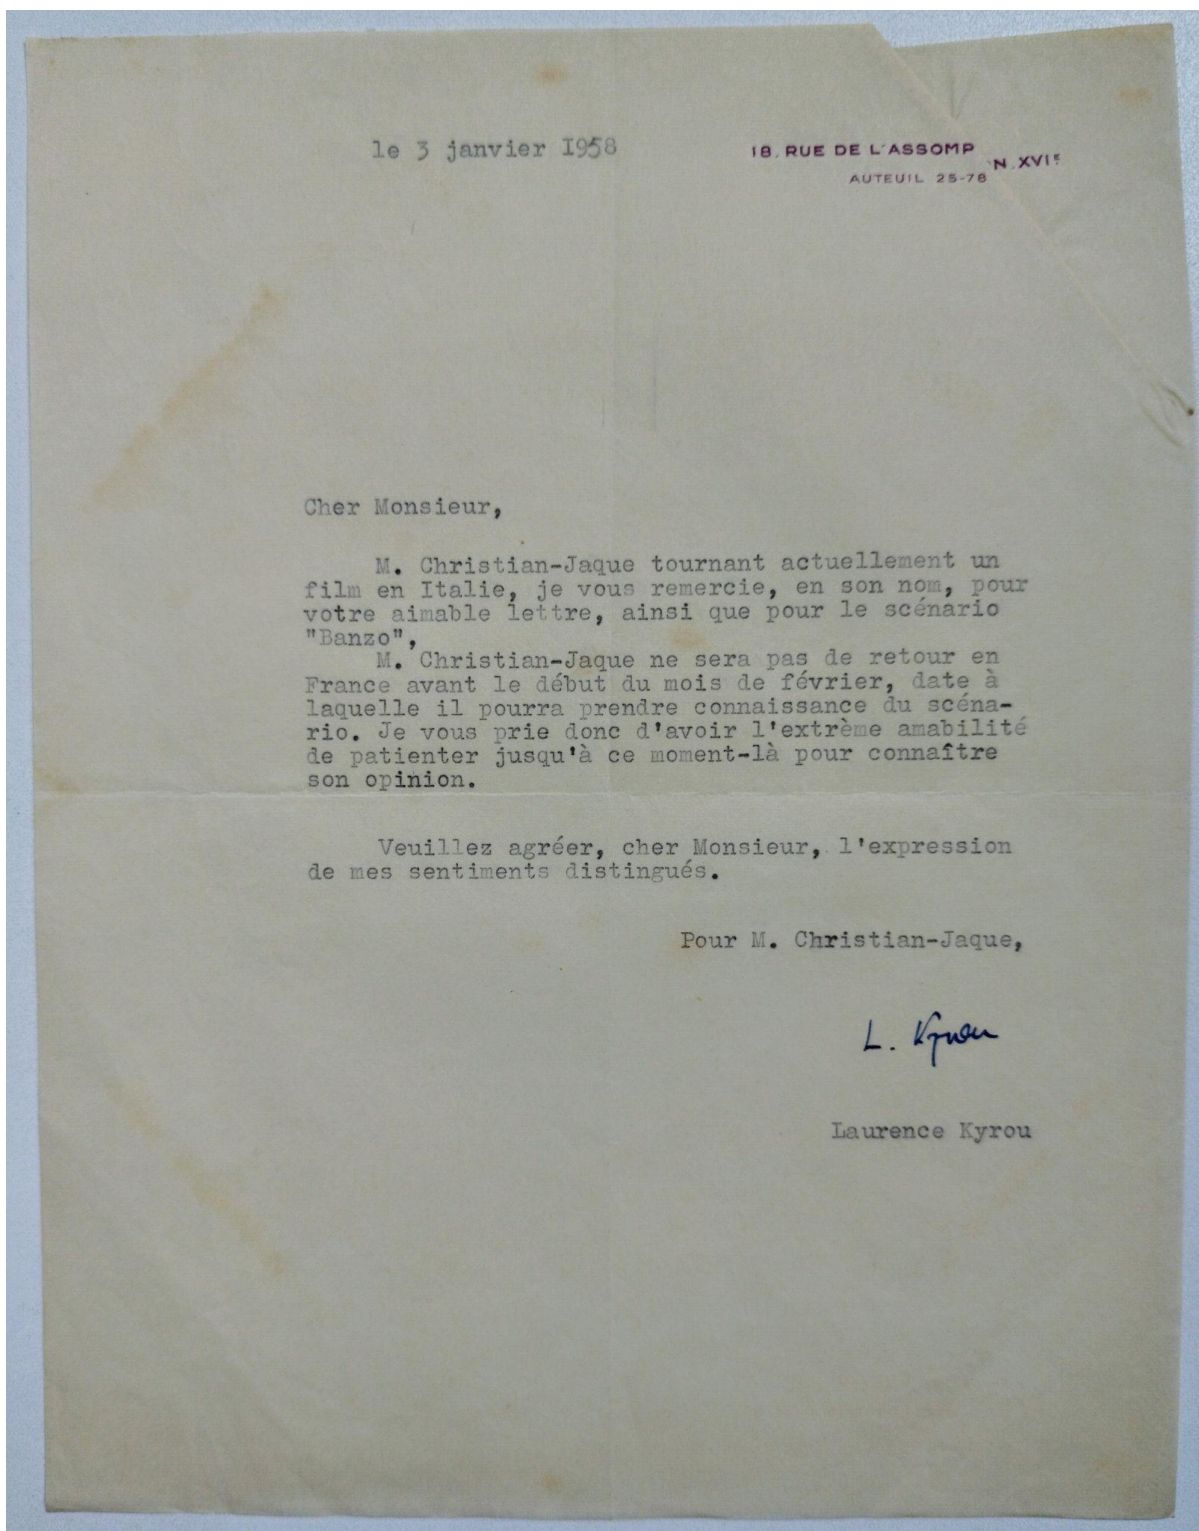 le 3 janvier 1958
18, RUE DE L'ASSOMP N. XVIᴱ
AUTEUIL 25-78
Cher Monsieur,
M. Christian-Jaque tournant actuellement un
film en Italie, je vous remercie, en son nom, pour
votre aimable lettre, ainsi que pour le scénario
"Banzo",
M. Christian-Jaque ne sera pas de retour en
France avant le début du mois de février, date à
laquelle il pourra prendre connaissance du scéna-
rio. Je vous prie donc d'avoir l'extrème amabilité
de patienter jusqu'à ce moment-là pour connaître
son opinion.
Veuillez agréer, cher Monsieur, l'expression
de mes sentiments distingués.
Pour M. Christian-Jaque,
L. Kyrou
Laurence Kyrou